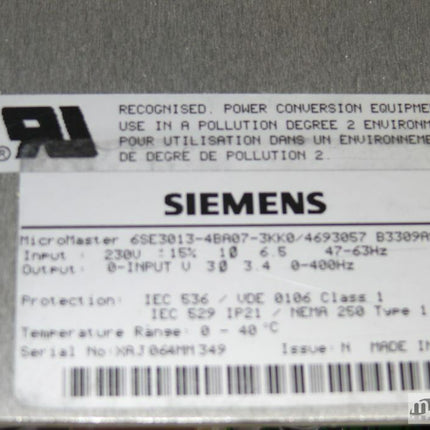 RECOGNISED. POWER CONVERSION EQUIPME
USE IN A POLLUTION DEGREE 2 ENVIRONM
POUR UTILISATION DANS UN ENVIRONNEME
DE DEGRE DE POLLUTION 2.
®
SIEMENS
MicroMaster 6SE3013-4BA07-3KK0/4693057 B3309A
Input : 230V ±15% 1Ø 6.5 47-63Hz
Output: 0-INPUT V 3Ø 3.4 0-400Hz
Protection: IEC 536 / VDE 0106 Class 1
IEC 529 IP21 / NEMA 250 Type 1
Temperature Range: 0 - 40 °C
Serial No: XAJ064MM349 Issue: N MADE IN